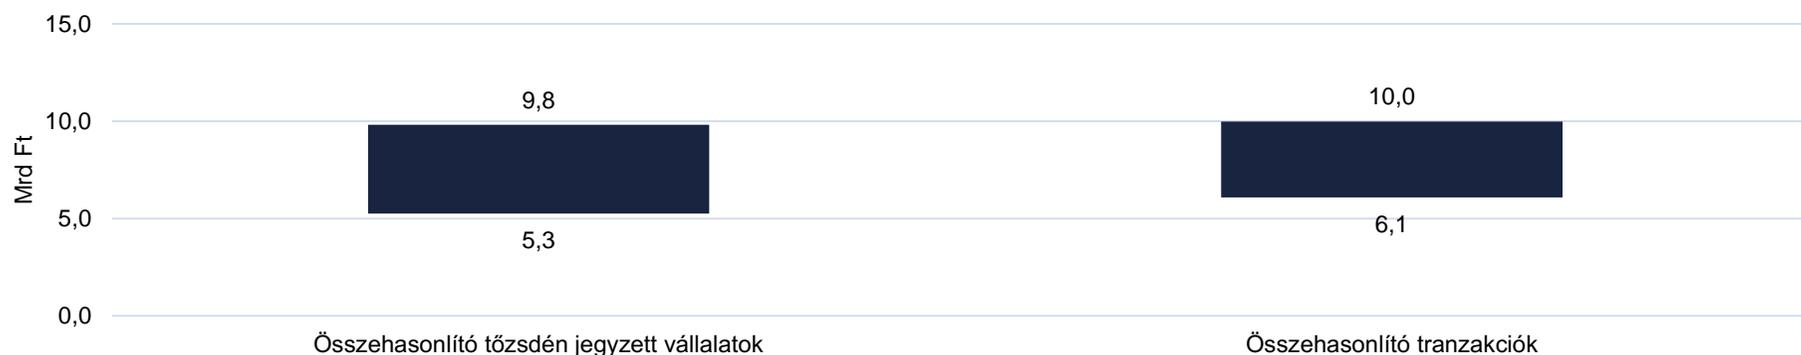 15,0
10,0
5,0
0,0
Mrd Ft
9,8
5,3
10,0
6,1
Összehasonlító tőzsdén jegyzett vállalatok
Összehasonlító tranzakciók